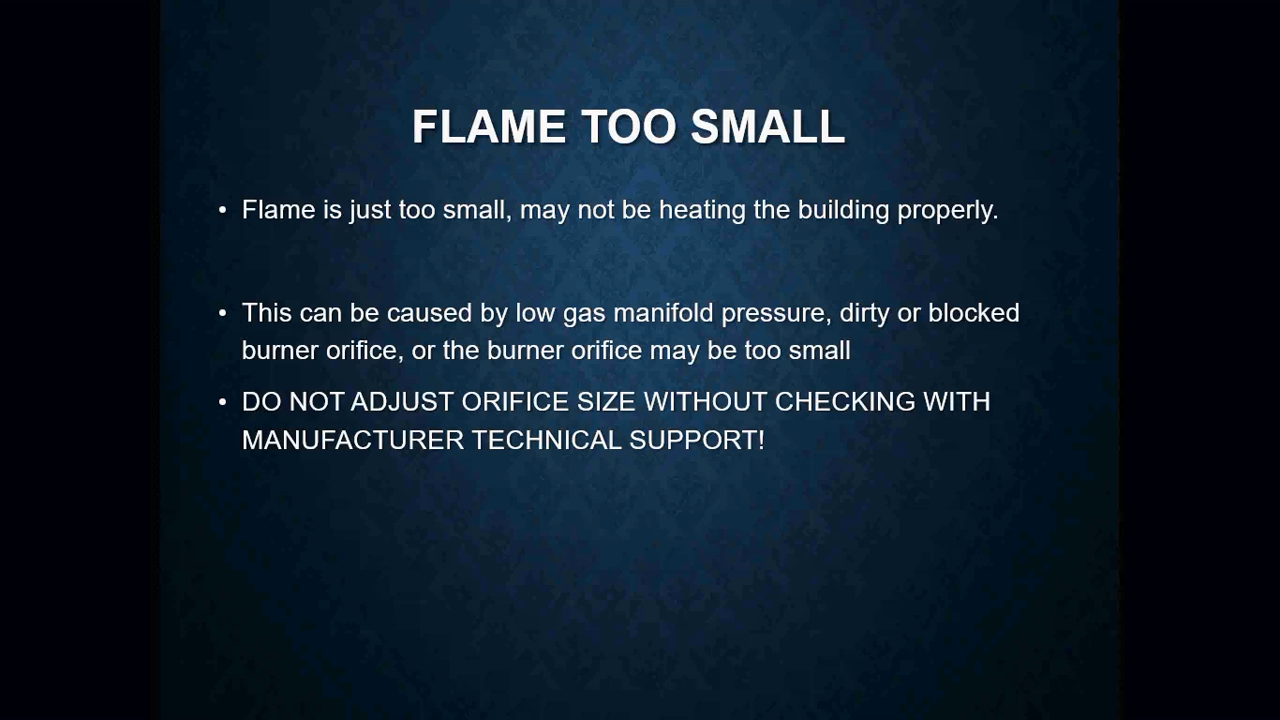 FLAME TOO SMALL
• Flame is just too small, may not be heating the building properly.
• This can be caused by low gas manifold pressure, dirty or blocked
burner orifice, or the burner orifice may be too small
• DO NOT ADJUST ORIFICE SIZE WITHOUT CHECKING WITH
MANUFACTURER TECHNICAL SUPPORT!